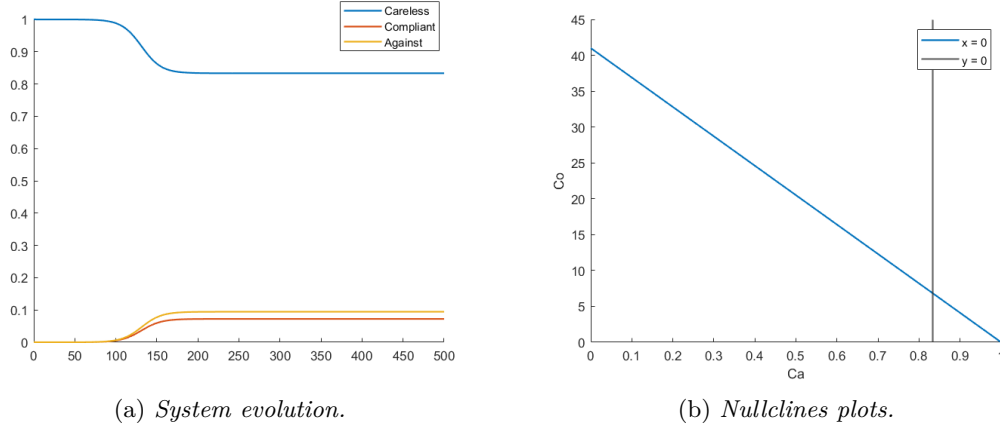 Careless
Compliant
Against
1
0.9
0.8
0.7
0.6
0.5
0.4
0.3
0.2
0.1
0
0 50 100 150 200 250 300 350 400 450 500
(a) System evolution.
x = 0
y = 0
45
40
35
30
25
20
15
10
5
0
Co
0 0.1 0.2 0.3 0.4 0.5 0.6 0.7 0.8 0.9 1
Ca
(b) Nullclines plots.